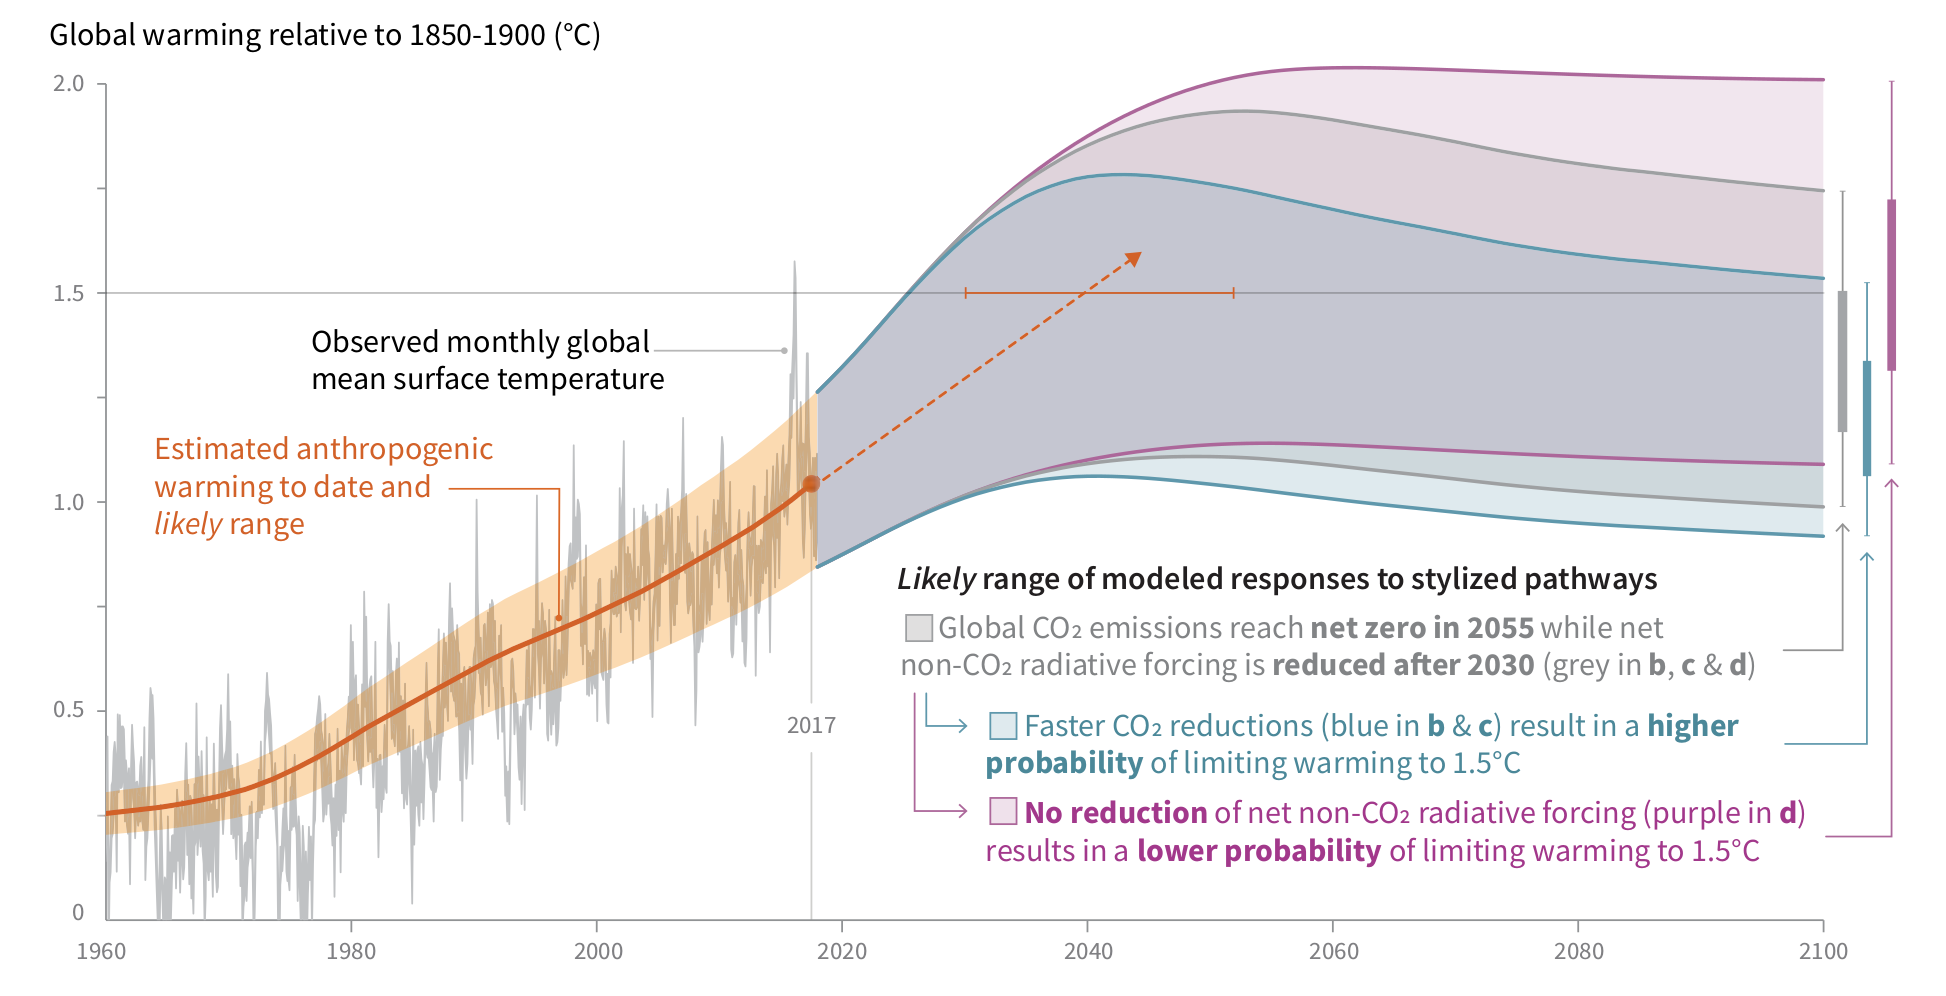 Global warming relative to 1850-1900 (°C)
2.0
1.5
Observed monthly global
mean surface temperature
Estimated anthropogenic
warming to date and
likely range
1.0
0.5
0
2017
Likely range of modeled responses to stylized pathways
Global CO₂ emissions reach net zero in 2055 while net
non-CO₂ radiative forcing is reduced after 2030 (grey in b, c & d)
Faster CO₂ reductions (blue in b & c) result in a higher
probability of limiting warming to 1.5°C
No reduction of net non-CO₂ radiative forcing (purple in d)
results in a lower probability of limiting warming to 1.5°C
1960 1980 2000 2020 2040 2060 2080 2100